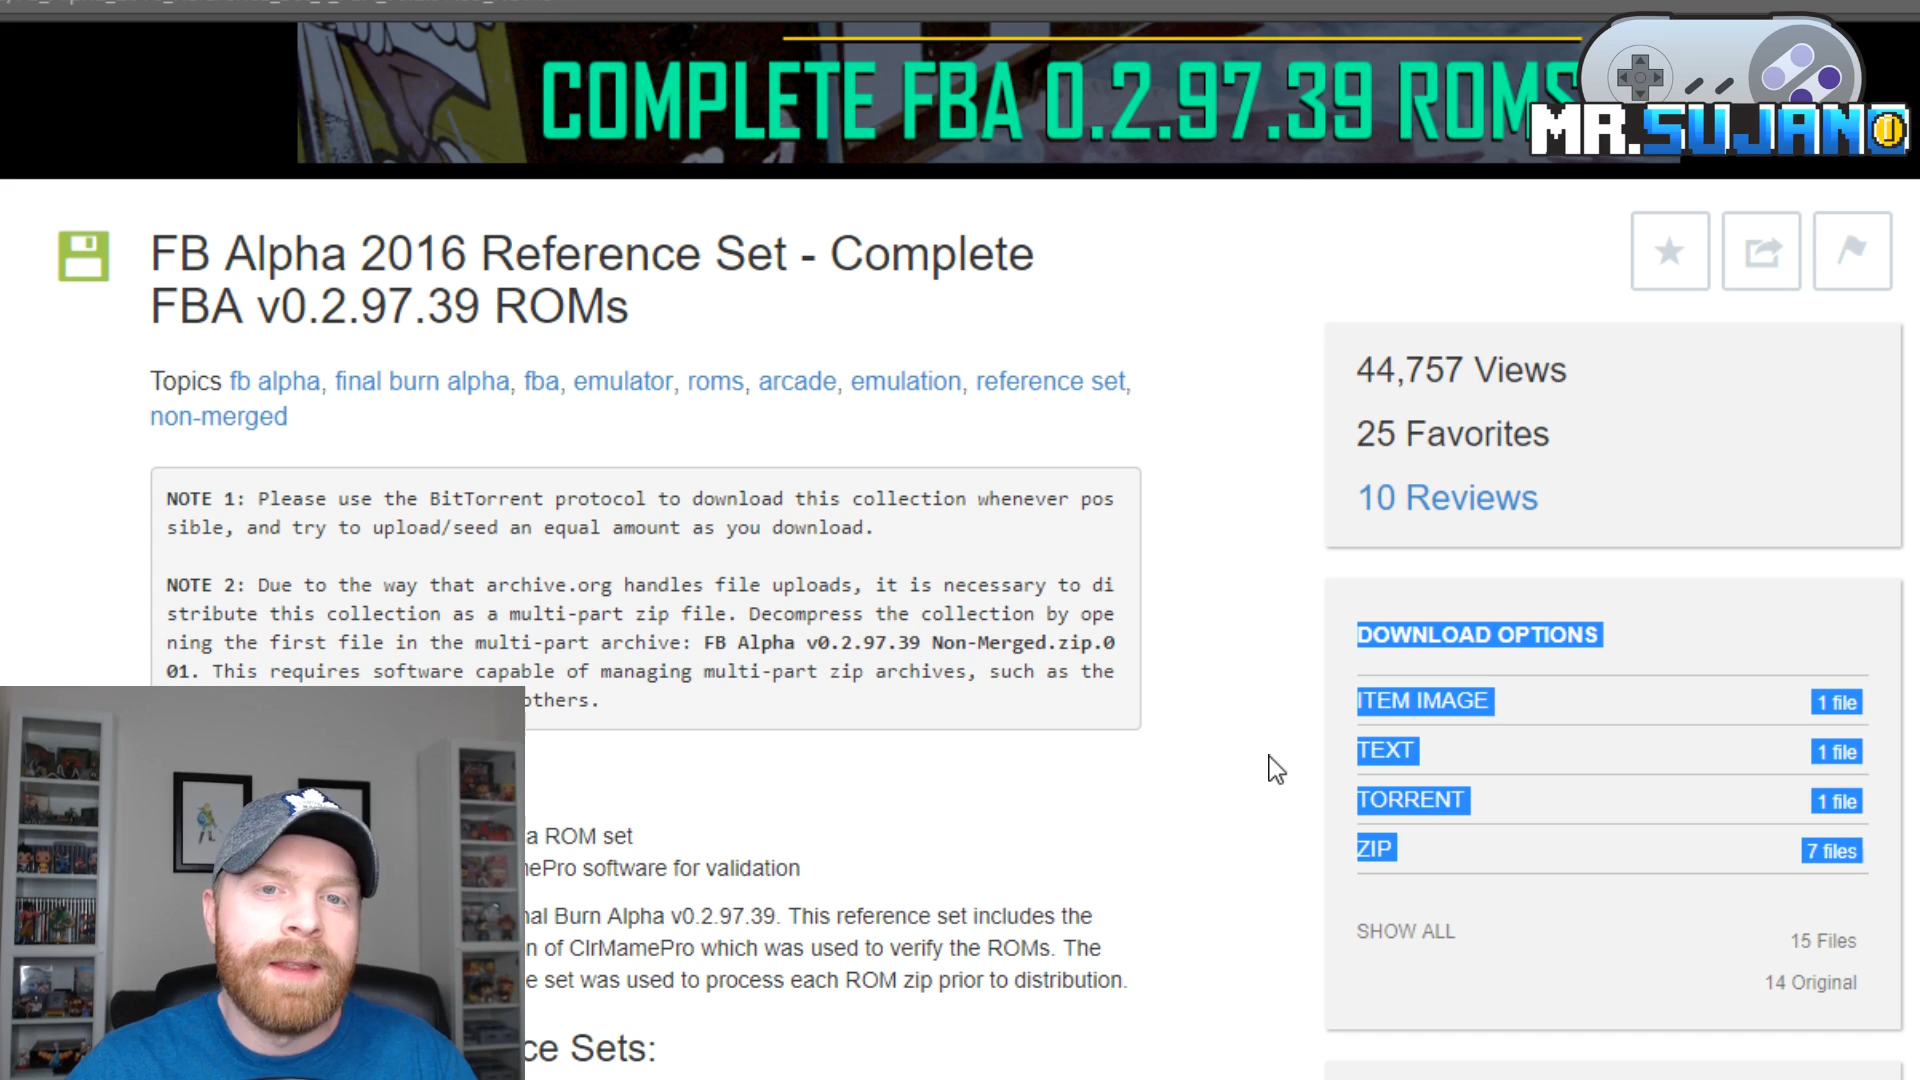 COMPLETE FBA 0.2.97.39 ROMS
MR.SUJANO
FB Alpha 2016 Reference Set - Complete
FBA v0.2.97.39 ROMs
Topics fb alpha, final burn alpha, fba, emulator, roms, arcade, emulation, reference set,
non-merged
NOTE 1: Please use the BitTorrent protocol to download this collection whenever pos
sible, and try to upload/seed an equal amount as you download.
NOTE 2: Due to the way that archive.org handles file uploads, it is necessary to di
stribute this collection as a multi-part zip file. Decompress the collection by ope
ning the first file in the multi-part archive: FB Alpha v0.2.97.39 Non-Merged.zip.0
01. This requires software capable of managing multi-part zip archives, such as the
others.
a ROM set
ePro software for validation
nal Burn Alpha v0.2.97.39. This reference set includes the
n of ClrMamePro which was used to verify the ROMs. The
e set was used to process each ROM zip prior to distribution.
ce Sets:
44,757 Views
25 Favorites
10 Reviews
DOWNLOAD OPTIONS
ITEM IMAGE 1 file
TEXT 1 file
TORRENT 1 file
ZIP 7 files
SHOW ALL 15 Files
14 Original